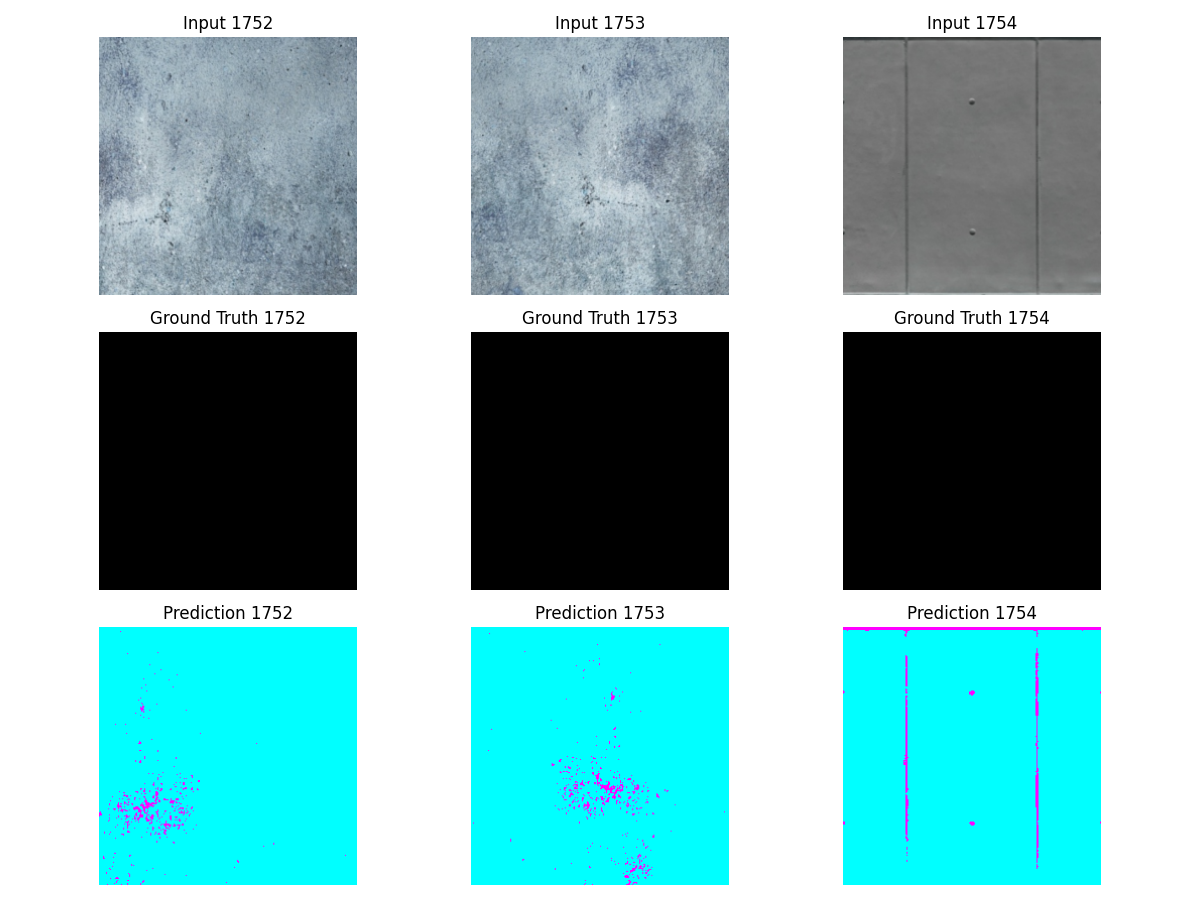 Input 1752
Input 1753
Input 1754
Ground Truth 1752
Ground Truth 1753
Ground Truth 1754
Prediction 1752
Prediction 1753
Prediction 1754